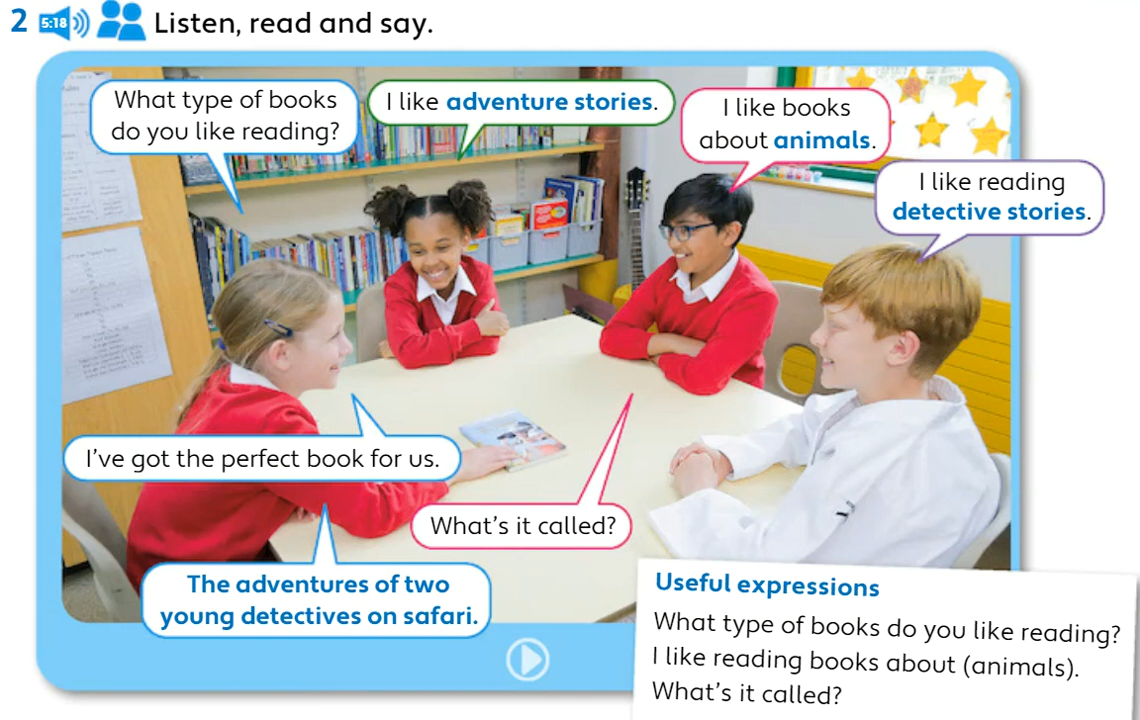 2 5:18 Listen, read and say.
What type of books
do you like reading?
I like adventure stories.
I like books
about animals.
I like reading
detective stories.
I've got the perfect book for us.
What's it called?
The adventures of two
young detectives on safari.
Useful expressions
What type of books do you like reading?
I like reading books about (animals).
What's it called?